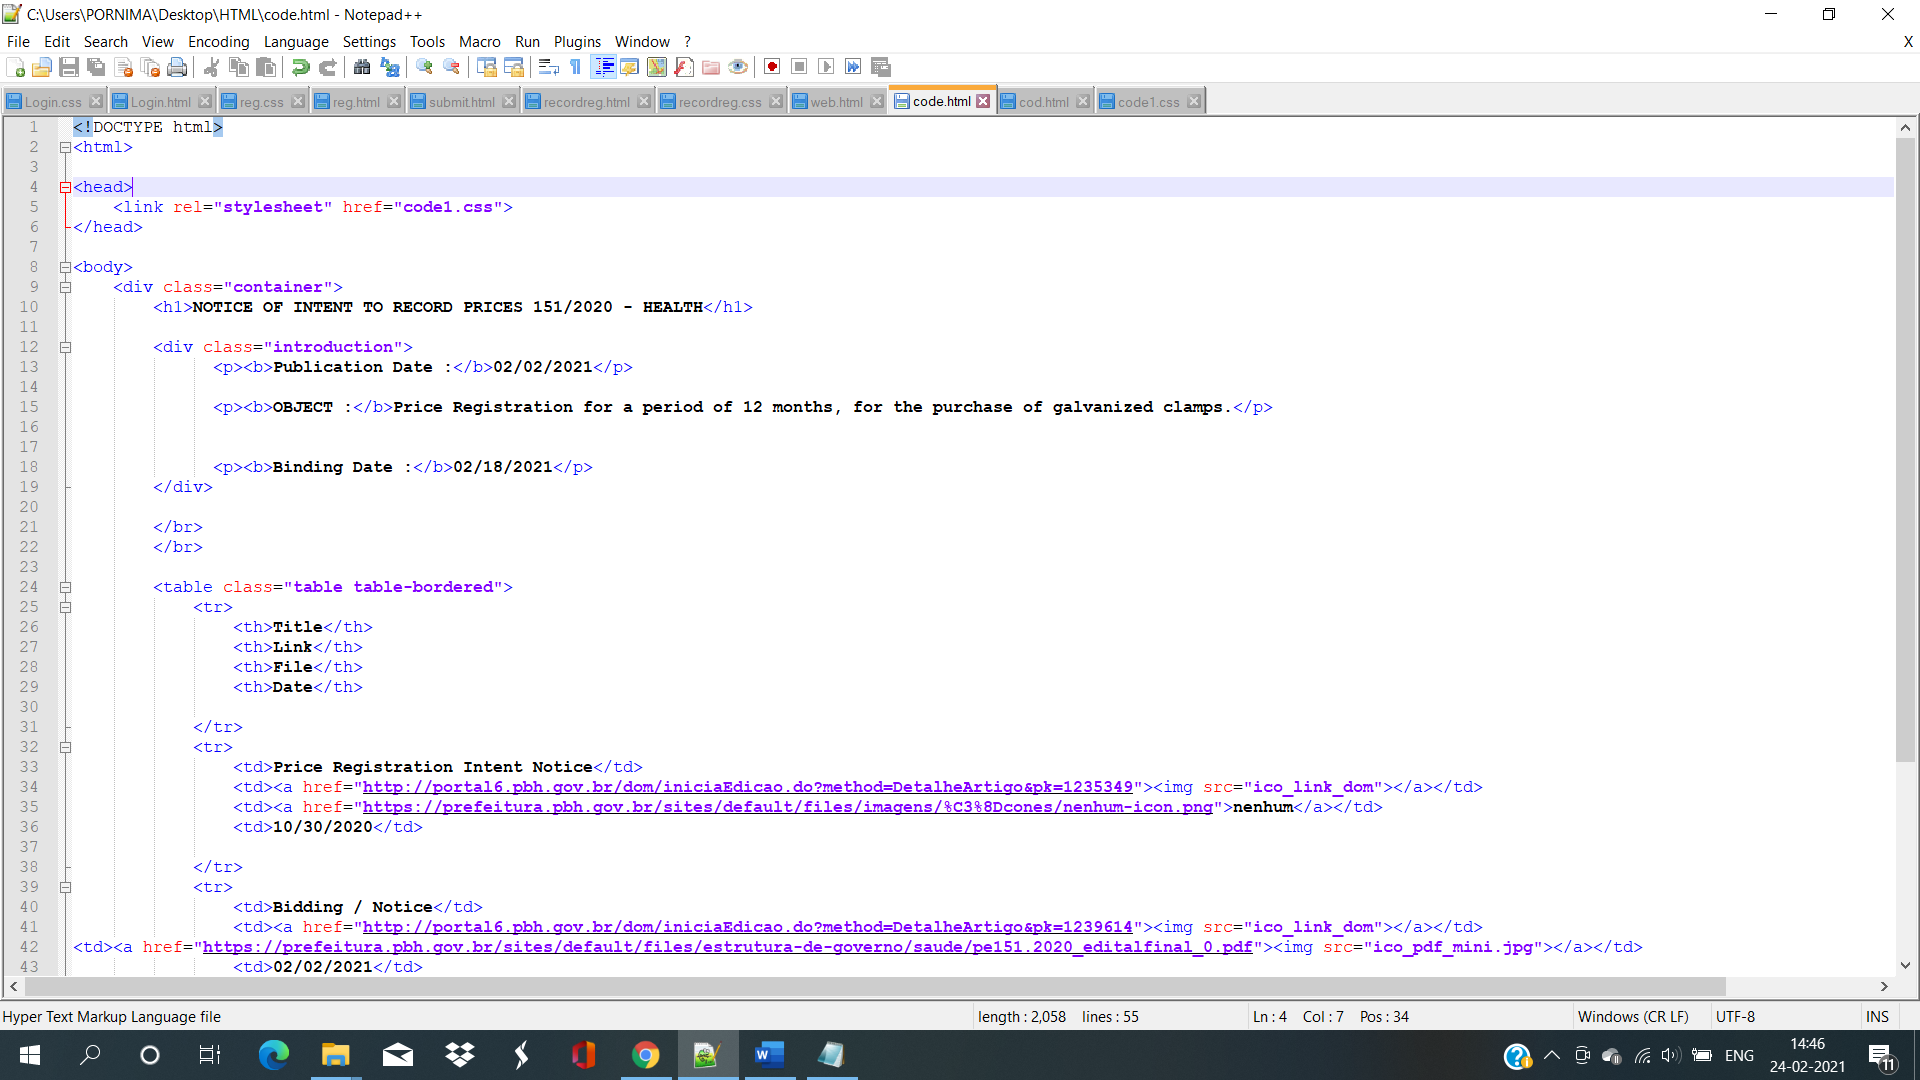 C:\Users\PORNIMA\Desktop\HTML\code.html - Notepad++
File Edit Search View Encoding Language Settings Tools Macro Run Plugins Window ? X
Login.css Login.html reg.css reg.html submit.html recordreg.html recordreg.css web.html code.html cod.html code1.css
1 <!DOCTYPE html>
2 <html>
3
4 <head>
5 <link rel="stylesheet" href="code1.css">
6 </head>
7
8 <body>
9 <div class="container">
10 <h1>NOTICE OF INTENT TO RECORD PRICES 151/2020 - HEALTH</h1>
11
12 <div class="introduction">
13 <p><b>Publication Date :</b>02/02/2021</p>
14
15 <p><b>OBJECT :</b>Price Registration for a period of 12 months, for the purchase of galvanized clamps.</p>
16
17
18 <p><b>Binding Date :</b>02/18/2021</p>
19 </div>
20
21 </br>
22 </br>
23
24 <table class="table table-bordered">
25 <tr>
26 <th>Title</th>
27 <th>Link</th>
28 <th>File</th>
29 <th>Date</th>
30
31 </tr>
32 <tr>
33 <td>Price Registration Intent Notice</td>
34 <td><a href="http://portal6.pbh.gov.br/dom/iniciaEdicao.do?method=DetalheArtigo&pk=1235349"><img src="ico_link_dom"></a></td>
35 <td><a href="https://prefeitura.pbh.gov.br/sites/default/files/imagens/%C3%8Dcones/nenhum-icon.png">nenhum</a></td>
36 <td>10/30/2020</td>
37
38 </tr>
39 <tr>
40 <td>Bidding / Notice</td>
41 <td><a href="http://portal6.pbh.gov.br/dom/iniciaEdicao.do?method=DetalheArtigo&pk=1239614"><img src="ico_link_dom"></a></td>
42 <td><a href="https://prefeitura.pbh.gov.br/sites/default/files/estrutura-de-governo/saude/pe151.2020_editalfinal_0.pdf"><img src="ico_pdf_mini.jpg"></a></td>
43 <td>02/02/2021</td>
Hyper Text Markup Language file length : 2,058 lines : 55 Ln : 4 Col : 7 Pos : 34 Windows (CR LF) UTF-8 INS
ENG 14:46
24-02-2021 11